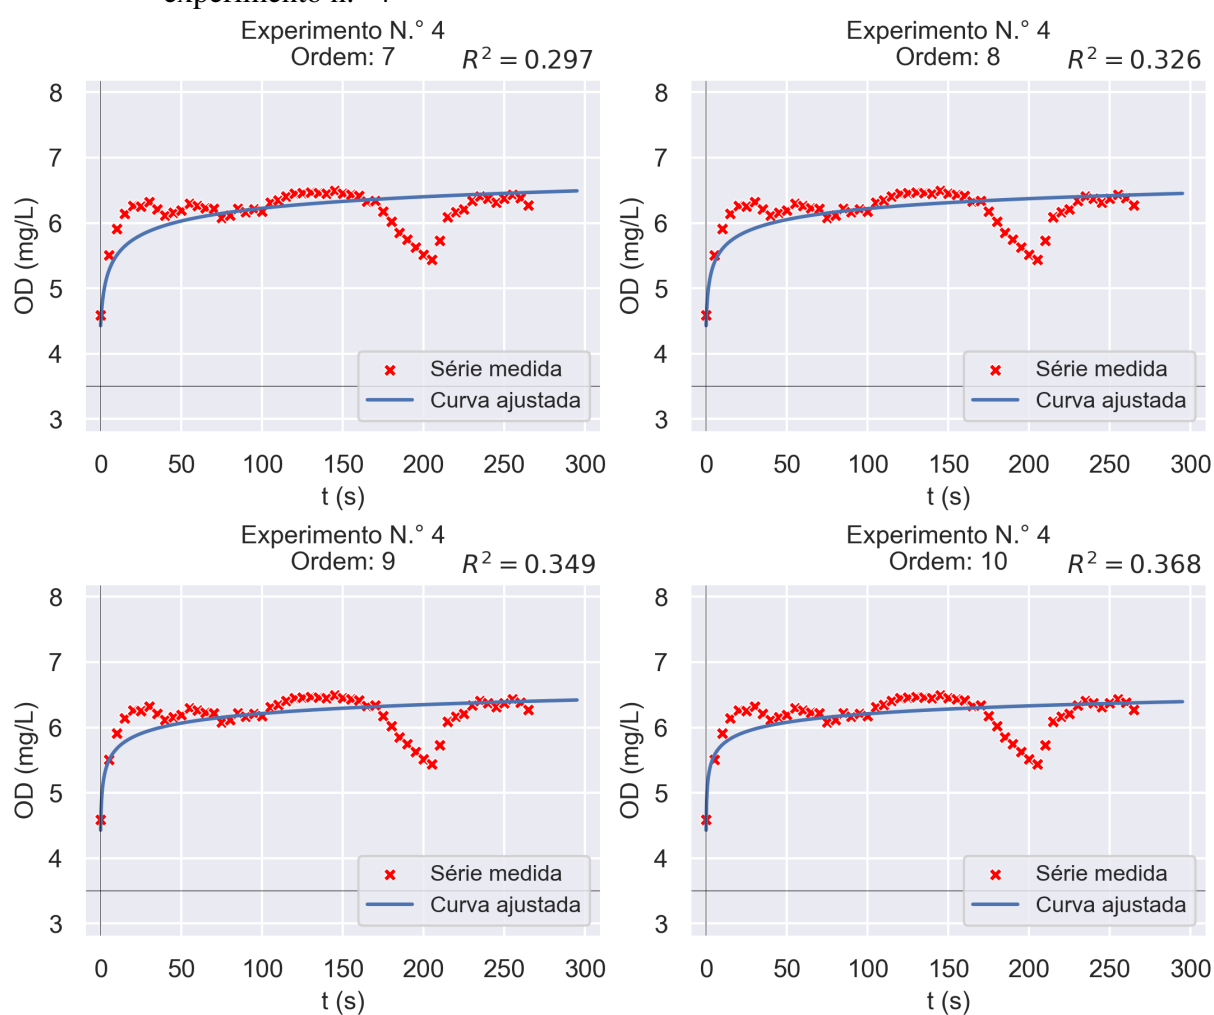 experimento n.° 4
Experimento N.° 4
Ordem: 7 R² = 0.297
8
7
6
5
4
3
OD (mg/L)
Série medida
Curva ajustada
0 50 100 150 200 250 300
t (s)
Experimento N.° 4
Ordem: 8 R² = 0.326
8
7
6
5
4
3
OD (mg/L)
Série medida
Curva ajustada
0 50 100 150 200 250 300
t (s)
Experimento N.° 4
Ordem: 9 R² = 0.349
8
7
6
5
4
3
OD (mg/L)
Série medida
Curva ajustada
0 50 100 150 200 250 300
t (s)
Experimento N.° 4
Ordem: 10 R² = 0.368
8
7
6
5
4
3
OD (mg/L)
Série medida
Curva ajustada
0 50 100 150 200 250 300
t (s)